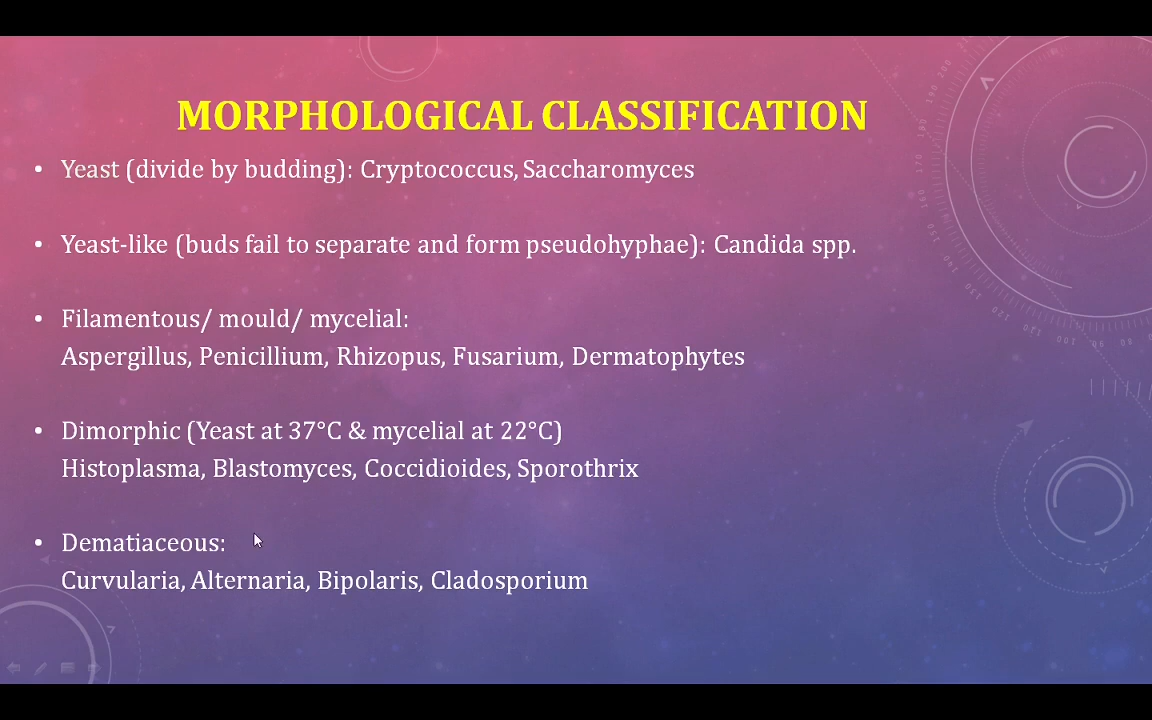 MORPHOLOGICAL CLASSIFICATION
• Yeast (divide by budding): Cryptococcus, Saccharomyces
• Yeast-like (buds fail to separate and form pseudohyphae): Candida spp.
• Filamentous/ mould/ mycelial:
Aspergillus, Penicillium, Rhizopus, Fusarium, Dermatophytes
• Dimorphic (Yeast at 37°C & mycelial at 22°C)
Histoplasma, Blastomyces, Coccidioides, Sporothrix
• Dematiaceous:
Curvularia, Alternaria, Bipolaris, Cladosporium